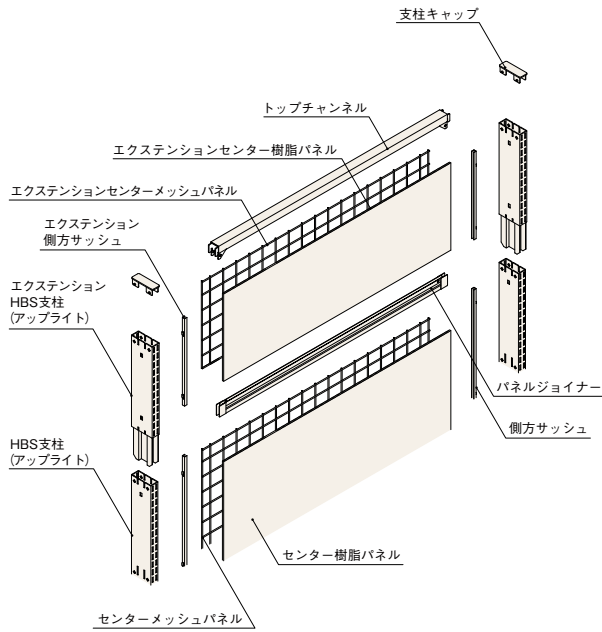 支柱キャップ
トップチャンネル
エクステンションセンター樹脂パネル
エクステンションセンターメッシュパネル
エクステンション
側方サッシュ
エクステンション
HBS支柱
(アップライト)
パネルジョイナー
側方サッシュ
HBS支柱
(アップライト)
センター樹脂パネル
センターメッシュパネル